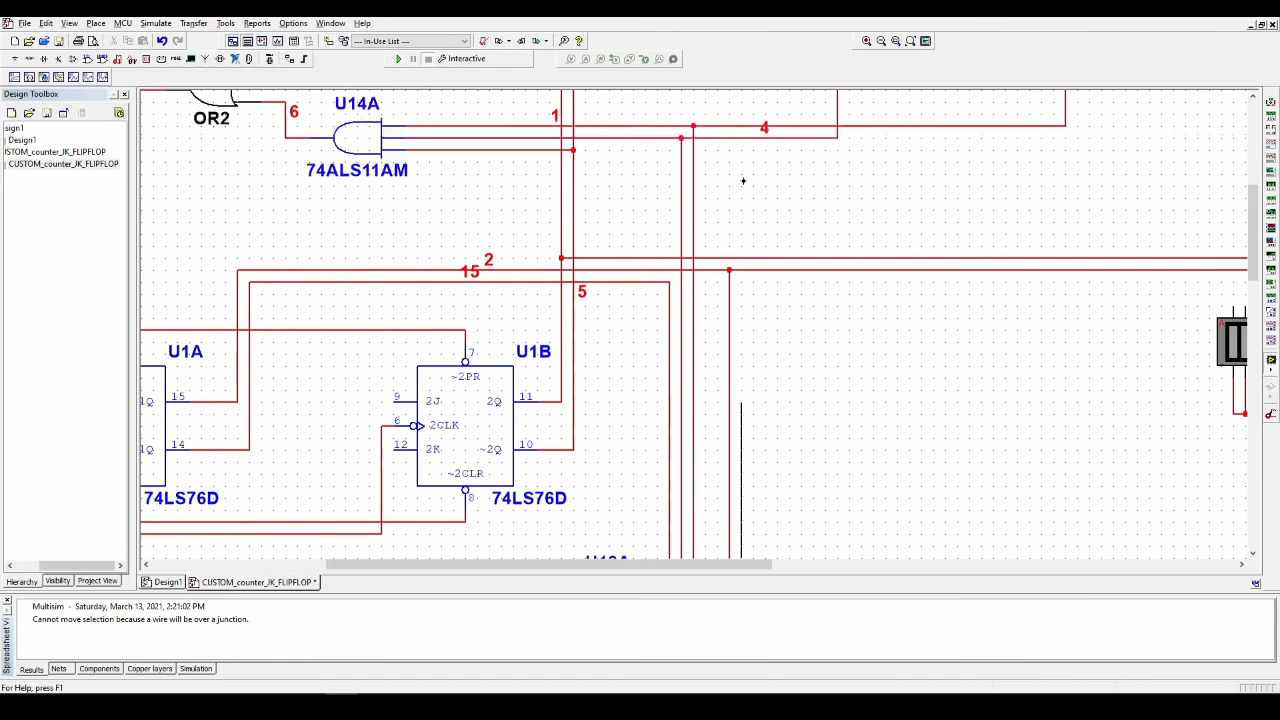 File Edit View Place MCU Simulate Transfer Tools Reports Options Window Help
--- In-Use List ---
Interactive
Design Toolbox
sign1
Design1
ISTOM_counter_JK_FLIPFLOP
CUSTOM_counter_JK_FLIPFLOP
OR2
6
U14A
74ALS11AM
1
4
2
15
5
U1A
U1B
7
~2PR
1Q
15
9
2J
2Q
11
6
2CLK
1Q
14
12
2K
~2Q
10
~2CLR
8
74LS76D
74LS76D
A
Hierarchy Visibility Project View
Design1
CUSTOM_counter_JK_FLIPFLOP *
Multisim - Saturday, March 13, 2021, 2:21:02 PM
Cannot move selection because a wire will be over a junction.
Spreadsheet Vi
Results Nets Components Copper layers Simulation
For Help, press F1